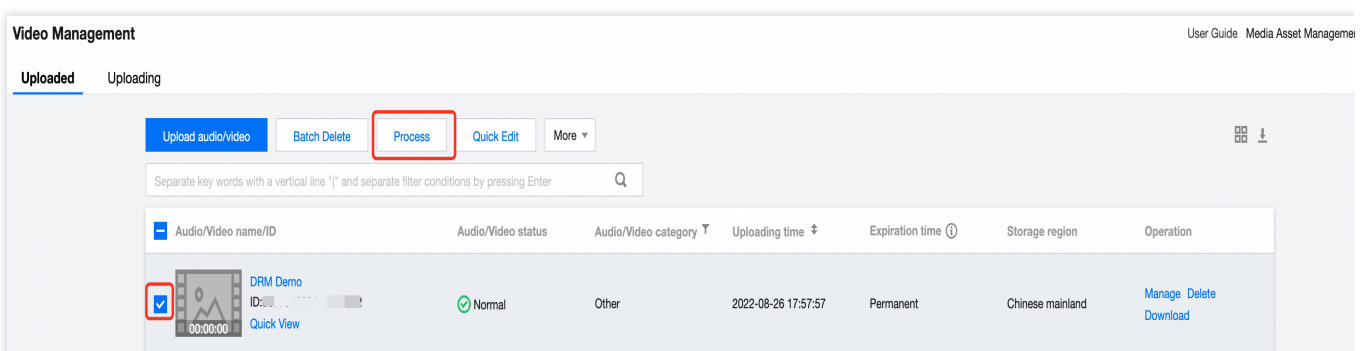 Video Management
User Guide Media Asset Managemen
Uploaded Uploading
Upload audio/video Batch Delete Process Quick Edit More
Separate key words with a vertical line "|" and separate filter conditions by pressing Enter
Audio/Video name/ID Audio/Video status Audio/Video category Uploading time Expiration time Storage region Operation
DRM Demo
ID:
Quick View
00:00:00
Normal Other 2022-08-26 17:57:57 Permanent Chinese mainland
Manage Delete
Download